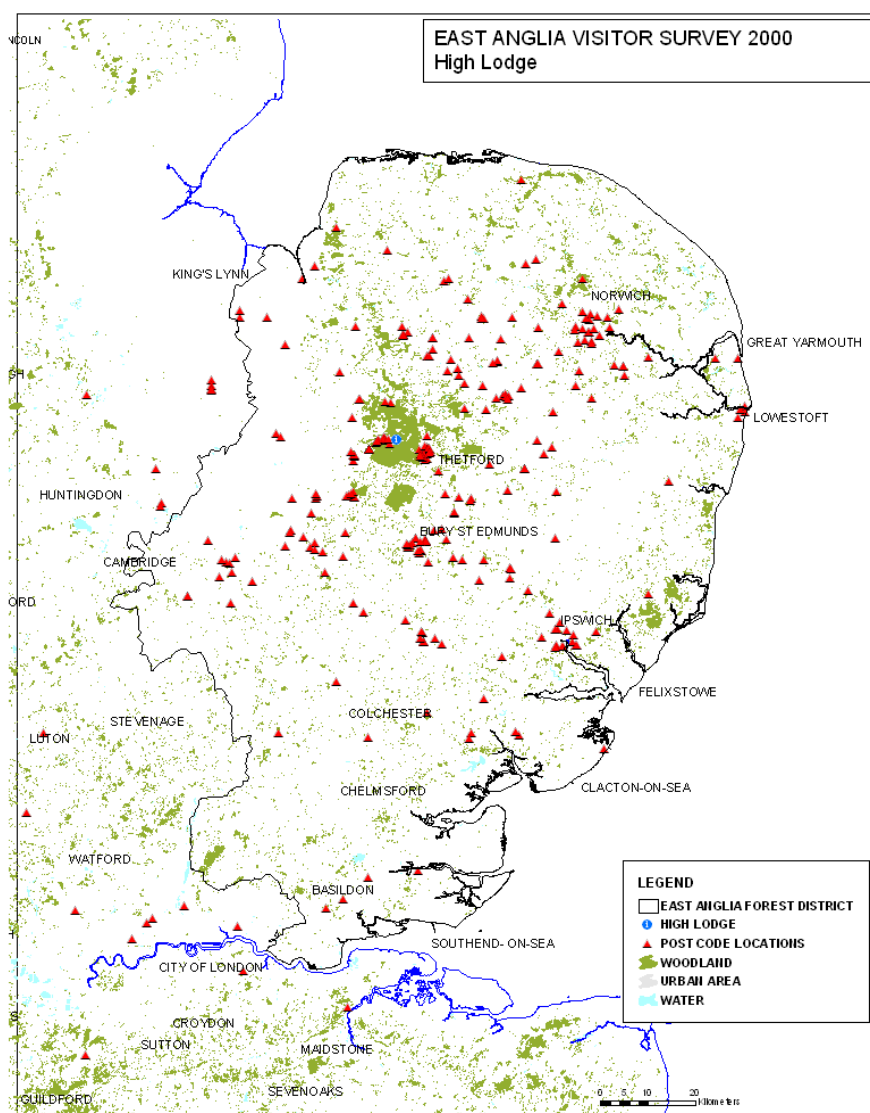 EAST ANGLIA VISITOR SURVEY 2000
High Lodge
NCOLN
KING'S LYNN
NORWICH
GREAT YARMOUTH
SH
LOWESTOFT
THETFORD
HUNTINGDON
BURY ST EDMUNDS
CAMBRIDGE
ORD
IPSWICH
FELIXSTOWE
STEVENAGE
COLCHESTER
LUTON
CHELMSFORD
CLACTON-ON-SEA
WATFORD
BASILDON
SOUTHEND- ON-SEA
CITY OF LONDON
CROYDON
SUTTON
MAIDSTONE
SEVENOAKS
GUILDFORD
LEGEND
EAST ANGLIA FOREST DISTRICT
HIGH LODGE
POST CODE LOCATIONS
WOODLAND
URBAN AREA
WATER
0 5 10 20
Kilometers